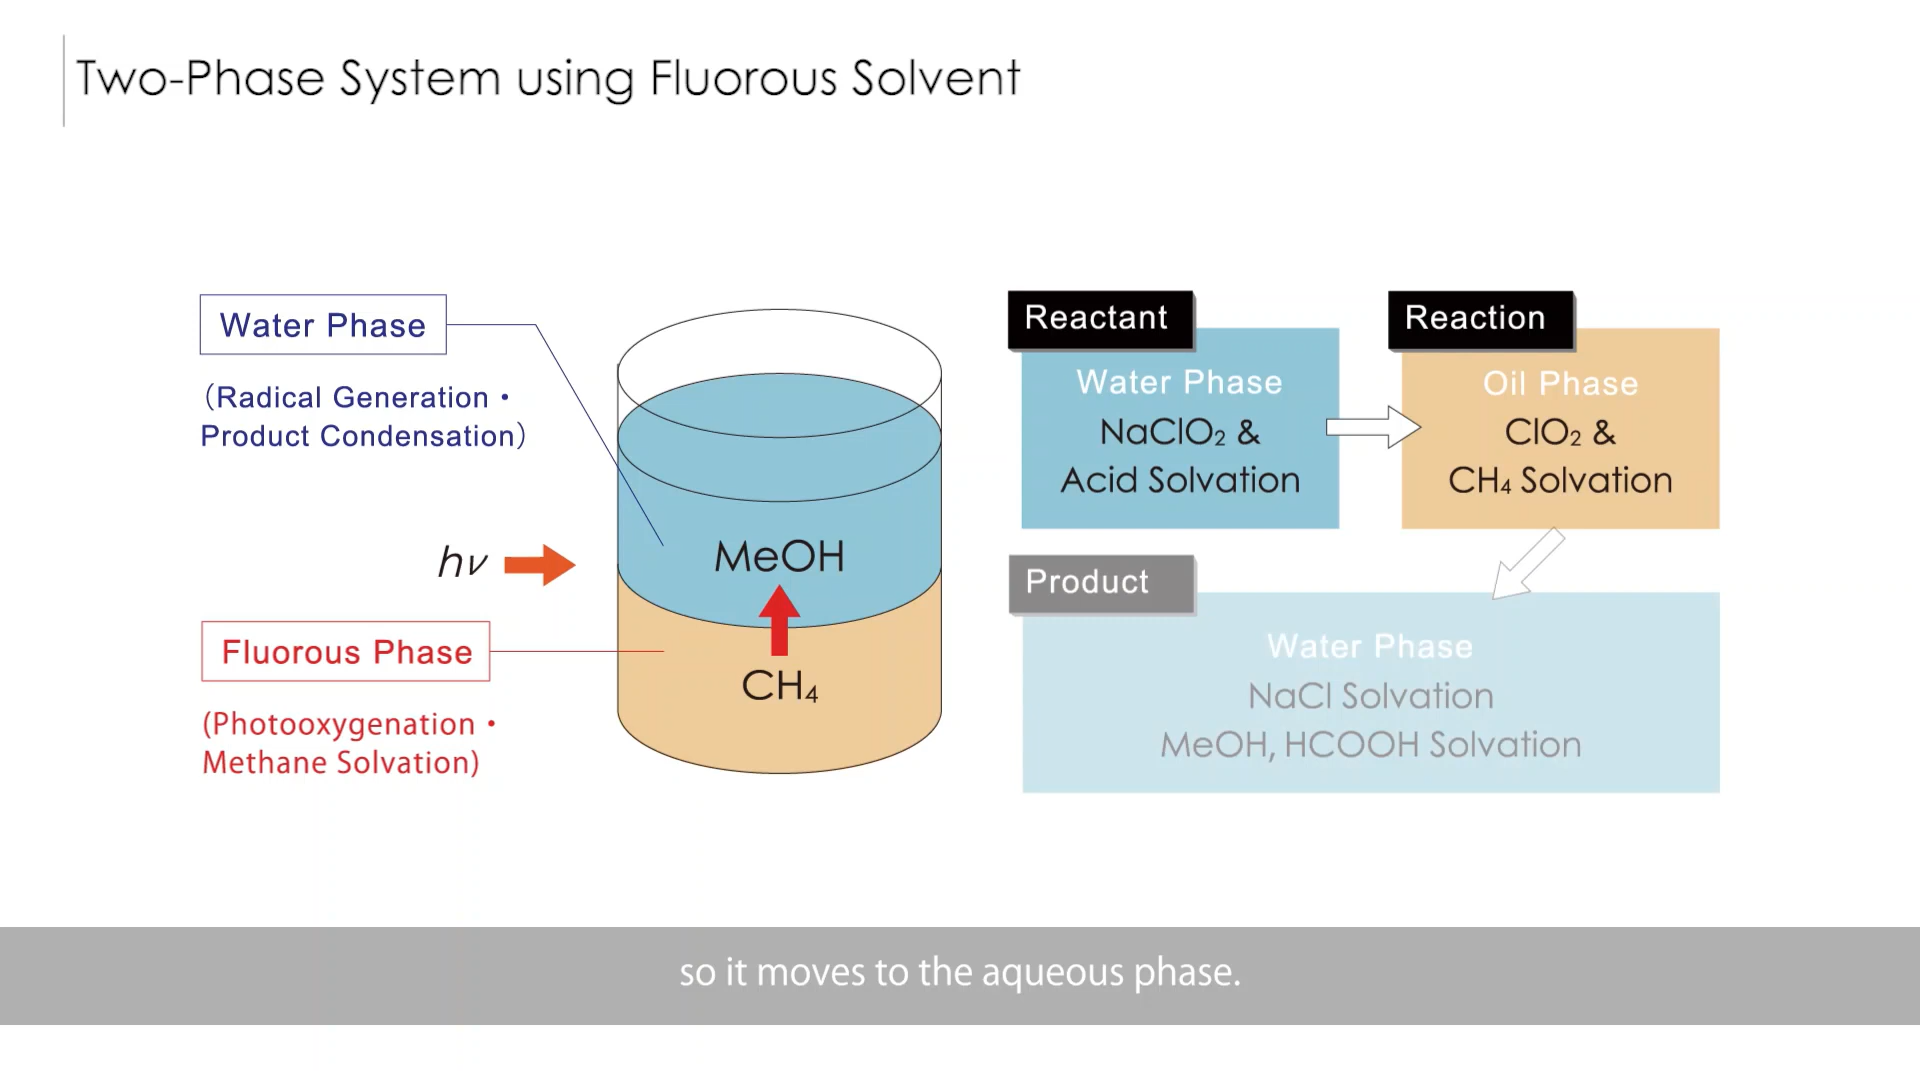 Two-Phase System using Fluorous Solvent
Water Phase
(Radical Generation・
Product Condensation)
hν
Fluorous Phase
(Photooxygenation・
Methane Solvation)
MeOH
CH₄
Reactant
Water Phase
NaClO₂ &
Acid Solvation
Reaction
Oil Phase
ClO₂ &
CH₄ Solvation
Product
Water Phase
NaCl Solvation
MeOH, HCOOH Solvation
so it moves to the aqueous phase.